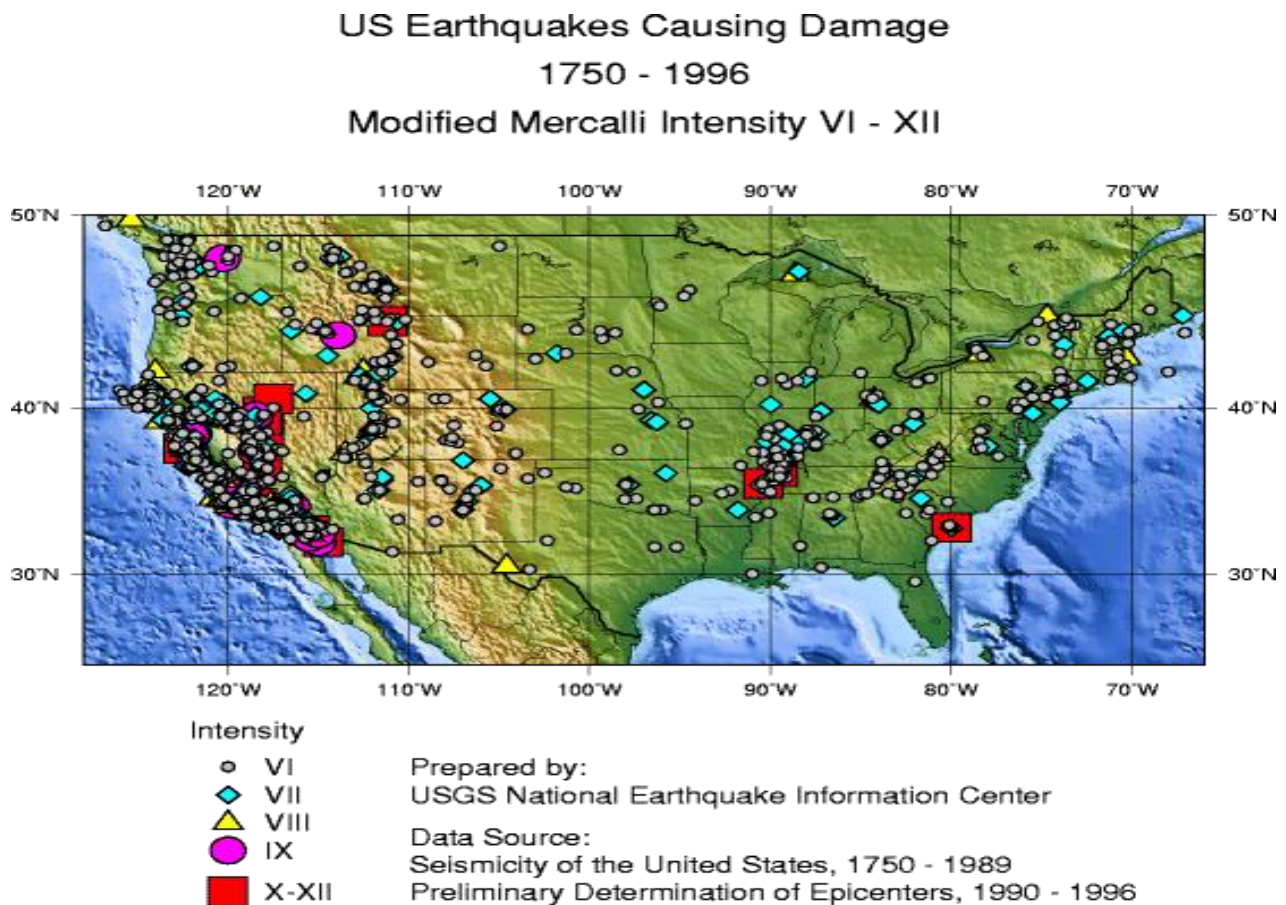 US Earthquakes Causing Damage
1750 - 1996
Modified Mercalli Intensity VI - XII
120°W 110°W 100°W 90°W 80°W 70°W
50°N 50°N
40°N 40°N
30°N 30°N
120°W 110°W 100°W 90°W 80°W 70°W
Intensity
VI
VII
VIII
IX
X-XII
Prepared by:
USGS National Earthquake Information Center
Data Source:
Seismicity of the United States, 1750 - 1989
Preliminary Determination of Epicenters, 1990 - 1996